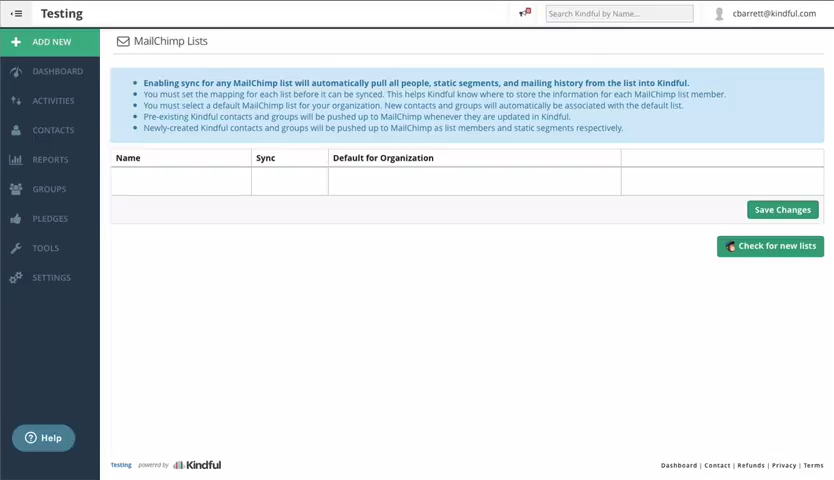 Testing
Search Kindful by Name...
cbarrett@kindful.com
ADD NEW
DASHBOARD
ACTIVITIES
CONTACTS
REPORTS
GROUPS
PLEDGES
TOOLS
SETTINGS
Help
MailChimp Lists
Enabling sync for any MailChimp list will automatically pull all people, static segments, and mailing history from the list into Kindful.
You must set the mapping for each list before it can be synced. This helps Kindful know where to store the information for each MailChimp list member.
You must select a default MailChimp list for your organization. New contacts and groups will automatically be associated with the default list.
Pre-existing Kindful contacts and groups will be pushed up to MailChimp whenever they are updated in Kindful.
Newly-created Kindful contacts and groups will be pushed up to MailChimp as list members and static segments respectively.
Name Sync Default for Organization
Save Changes
Check for new lists
Testing powered by Kindful
Dashboard | Contact | Refunds | Privacy | Terms